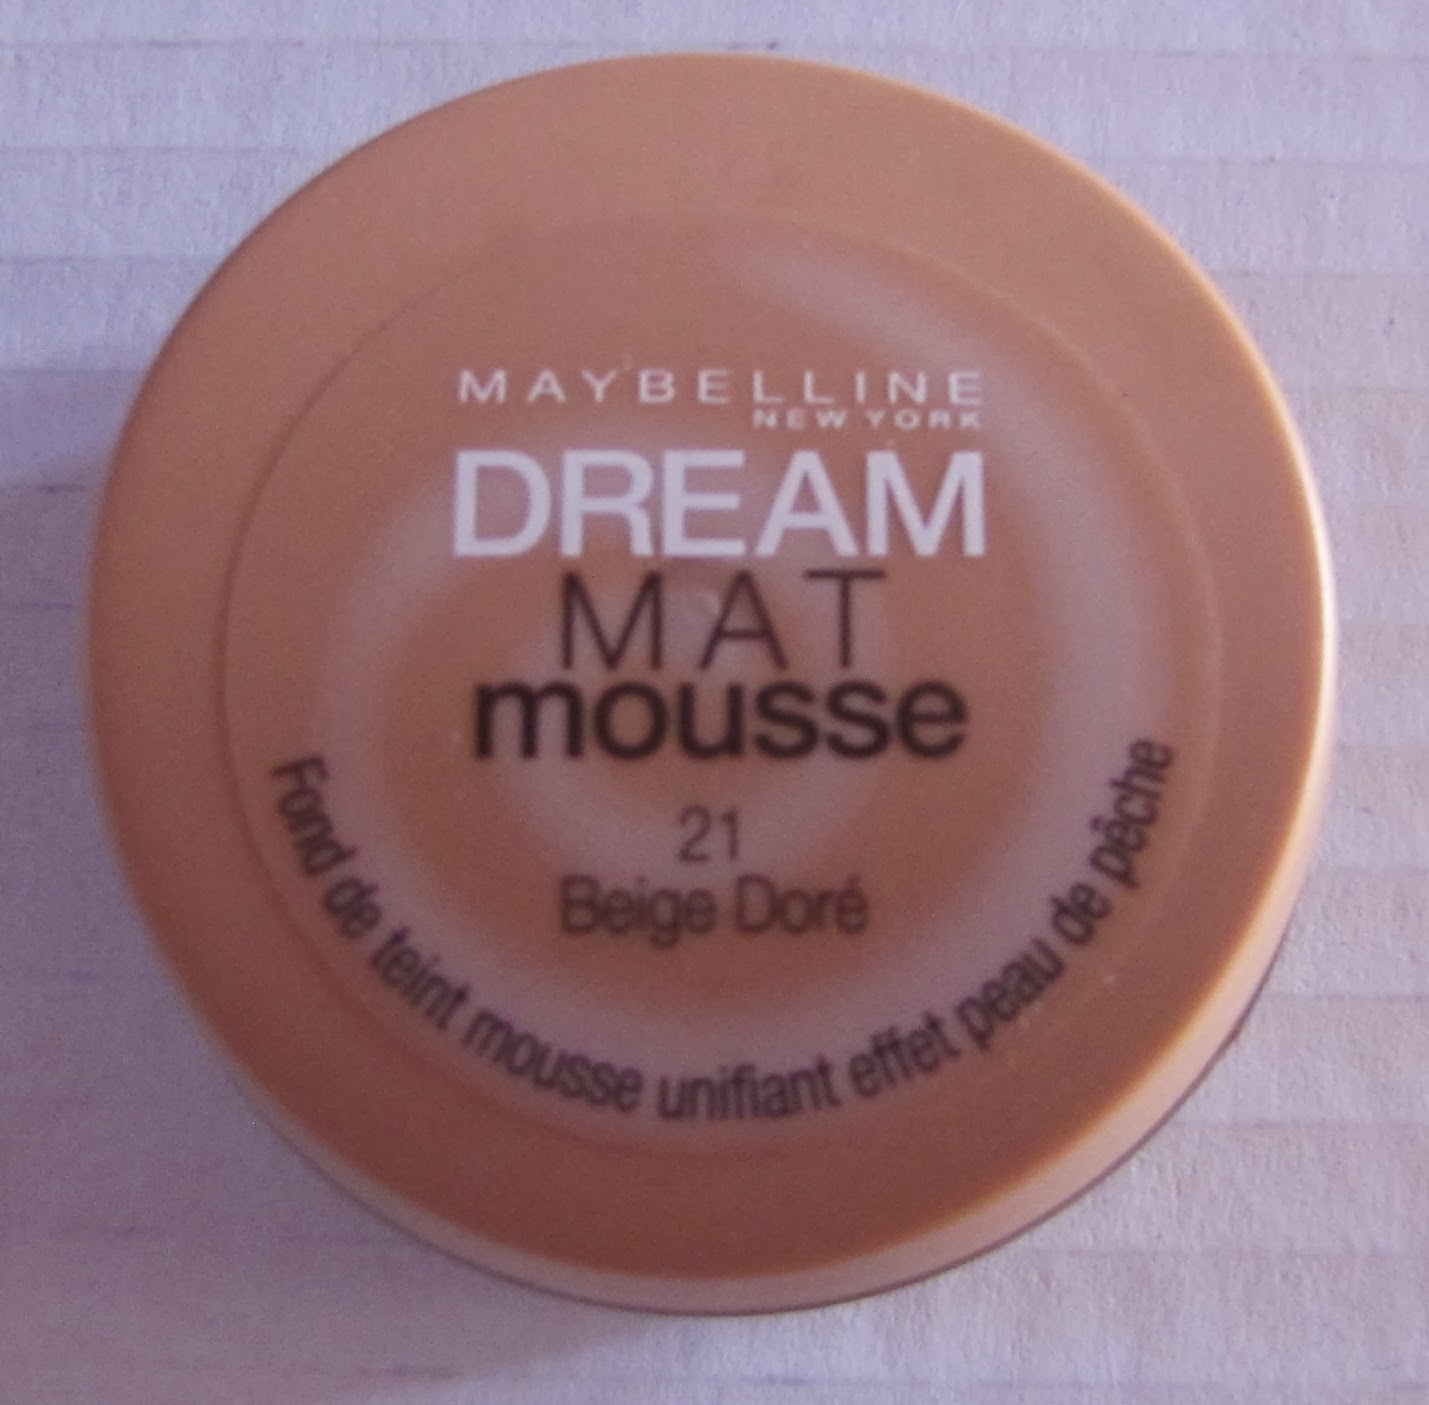 MAYBELLINE
NEW YORK
DREAM
MAT
mousse
21
Beige Doré
Fond de teint mousse unifiant effet peau de pêche